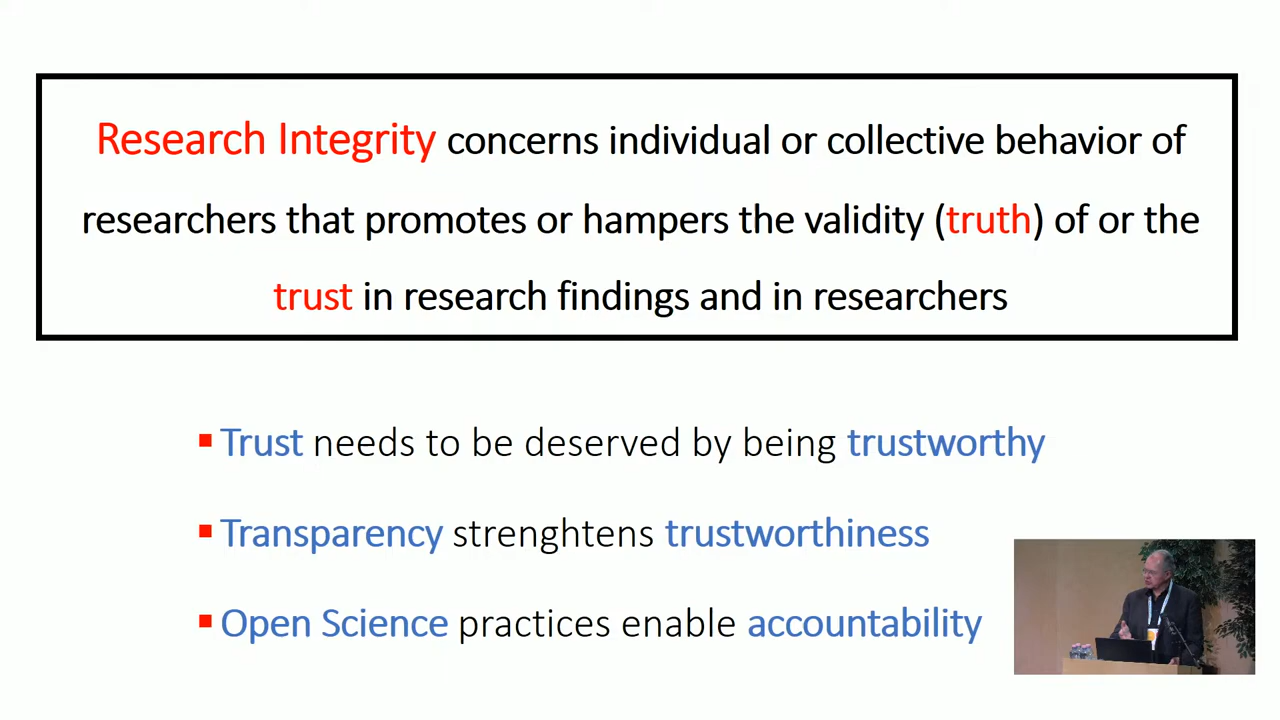 Research Integrity concerns individual or collective behavior of
researchers that promotes or hampers the validity (truth) of or the
trust in research findings and in researchers
Trust needs to be deserved by being trustworthy
Transparency strenghtens trustworthiness
Open Science practices enable accountability